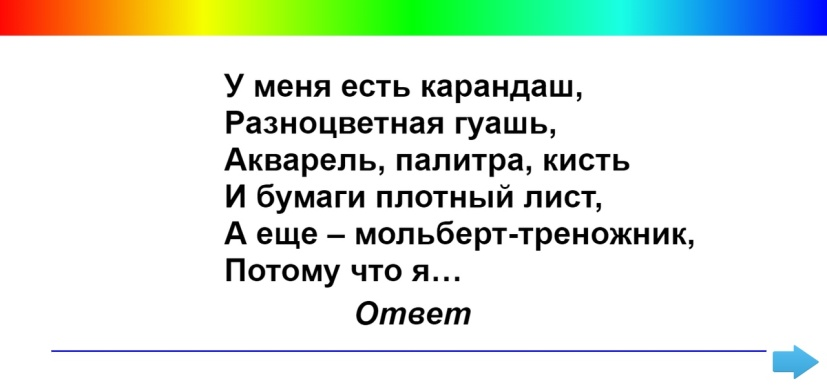 У меня есть карандаш,
Разноцветная гуашь,
Акварель, палитра, кисть
И бумаги плотный лист,
А еще – мольберт-треножник,
Потому что я…
Ответ